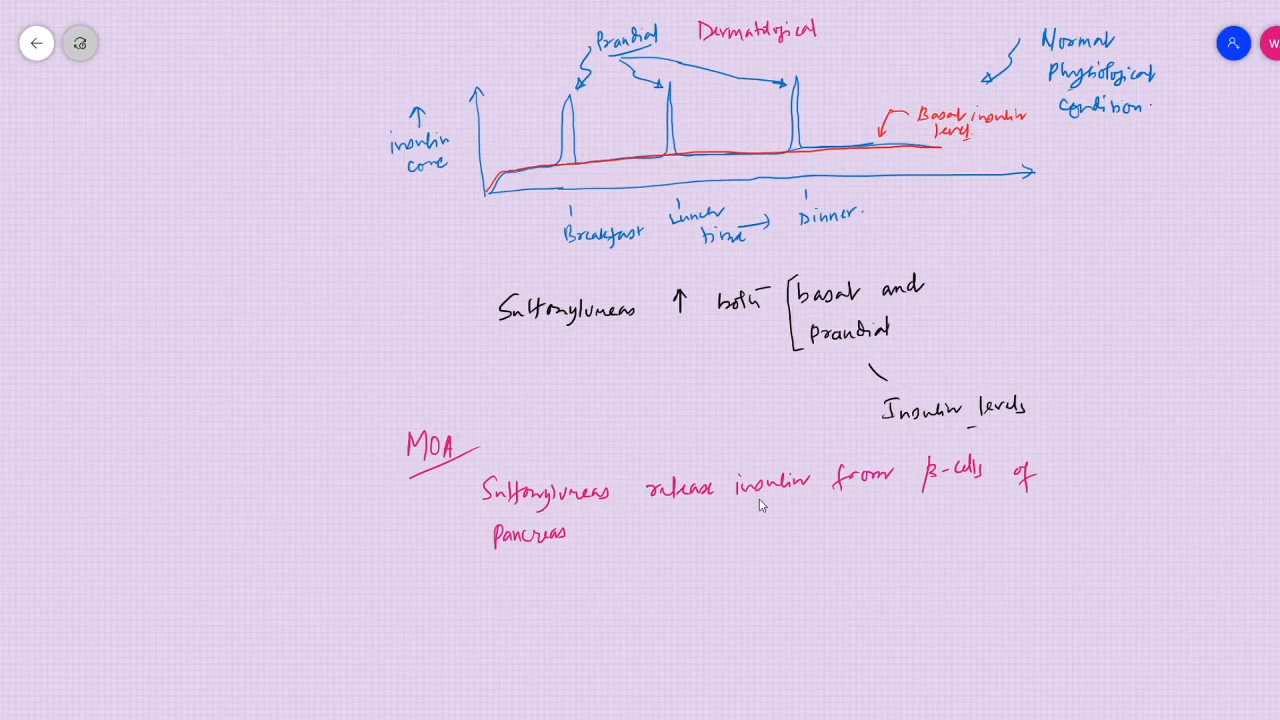 Prandial
Dermatological
Normal
physiological
condition.
Basal insulin
level.
insulin
conc
Breakfast
Lunch
Dinner.
time
Sulfonylureas ↑ both basal and
prandial
Insulin levels
MOA
Sulfonylureas release insulin from β-cells of
Pancreas
W